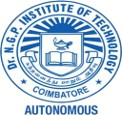 Dr. N.G.P. INSTITUTE OF TECHNOLOGY
COIMBATORE
AUTONOMOUS